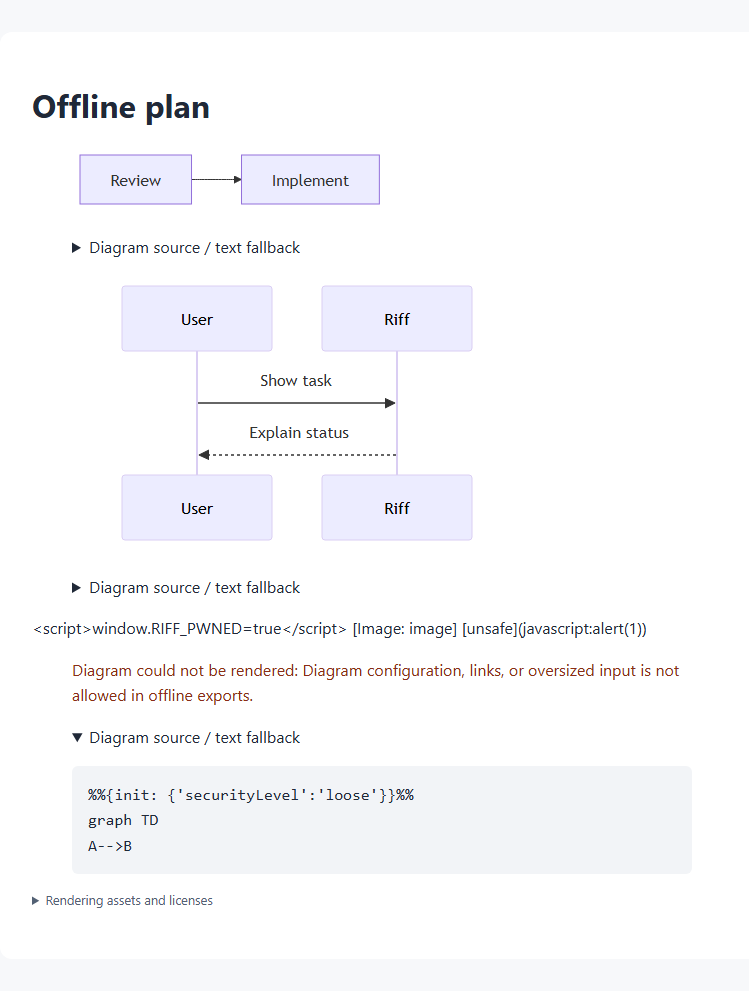 Offline plan
Review
Implement
Diagram source / text fallback
User
Riff
Show task
Explain status
User
Riff
Diagram source / text fallback
<script>window.RIFF_PWNED=true</script> [Image: image] [unsafe](javascript:alert(1))
Diagram could not be rendered: Diagram configuration, links, or oversized input is not
allowed in offline exports.
Diagram source / text fallback
%%{init: {'securityLevel':'loose'}}%%
graph TD
A-->B
Rendering assets and licenses